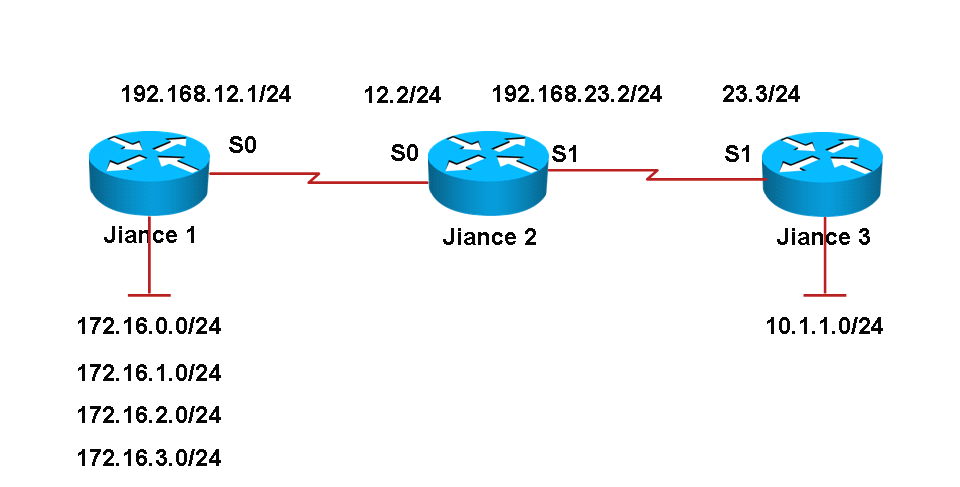 192.168.12.1/24
12.2/24
192.168.23.2/24
23.3/24
S0
S0
S1
S1
Jiance 1
Jiance 2
Jiance 3
172.16.0.0/24
10.1.1.0/24
172.16.1.0/24
172.16.2.0/24
172.16.3.0/24